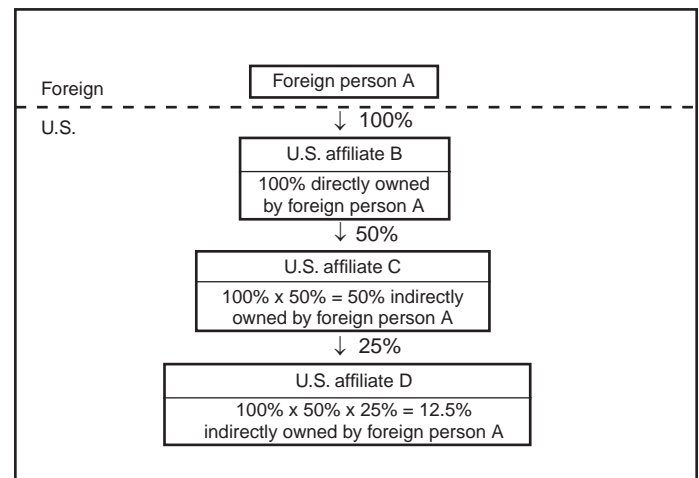 Foreign person A
Foreign
U.S.
↓ 100%
U.S. affiliate B
100% directly owned
by foreign person A
↓ 50%
U.S. affiliate C
100% x 50% = 50% indirectly
owned by foreign person A
↓ 25%
U.S. affiliate D
100% x 50% x 25% = 12.5%
indirectly owned by foreign person A